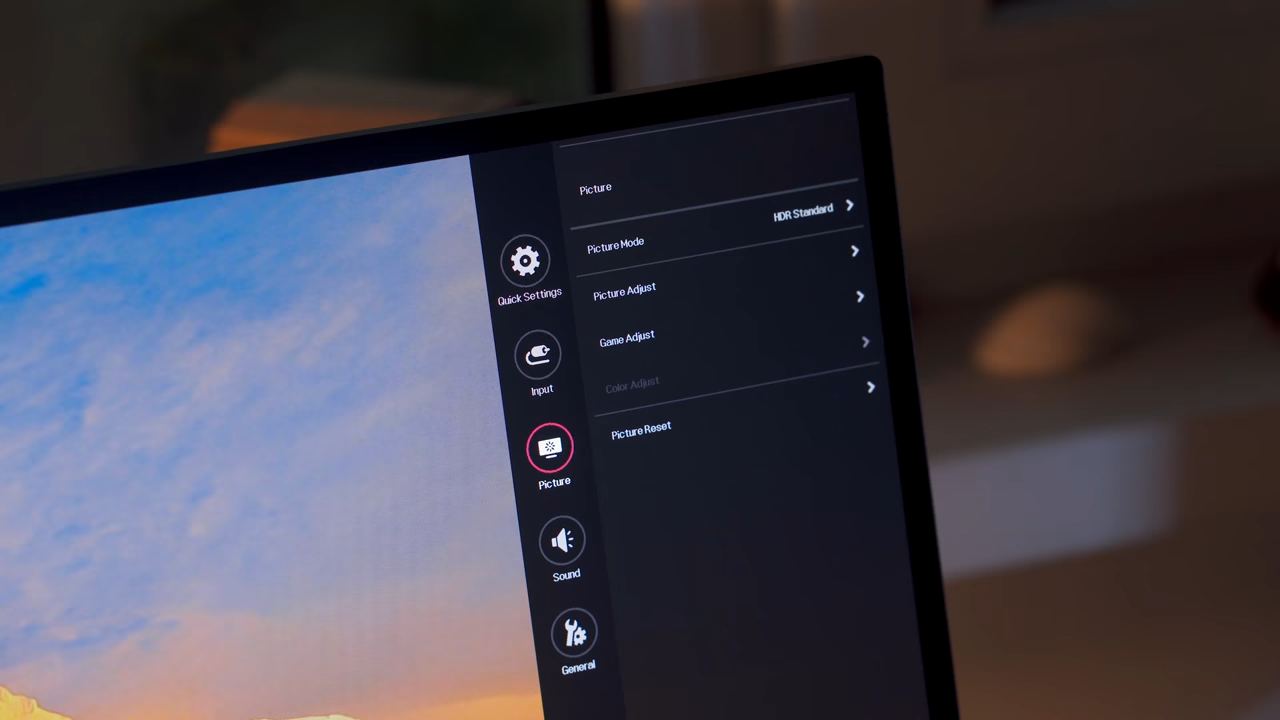 Quick Settings
Input
Picture
Sound
General
Picture
Picture Mode HDR Standard
Picture Adjust
Game Adjust
Color Adjust
Picture Reset